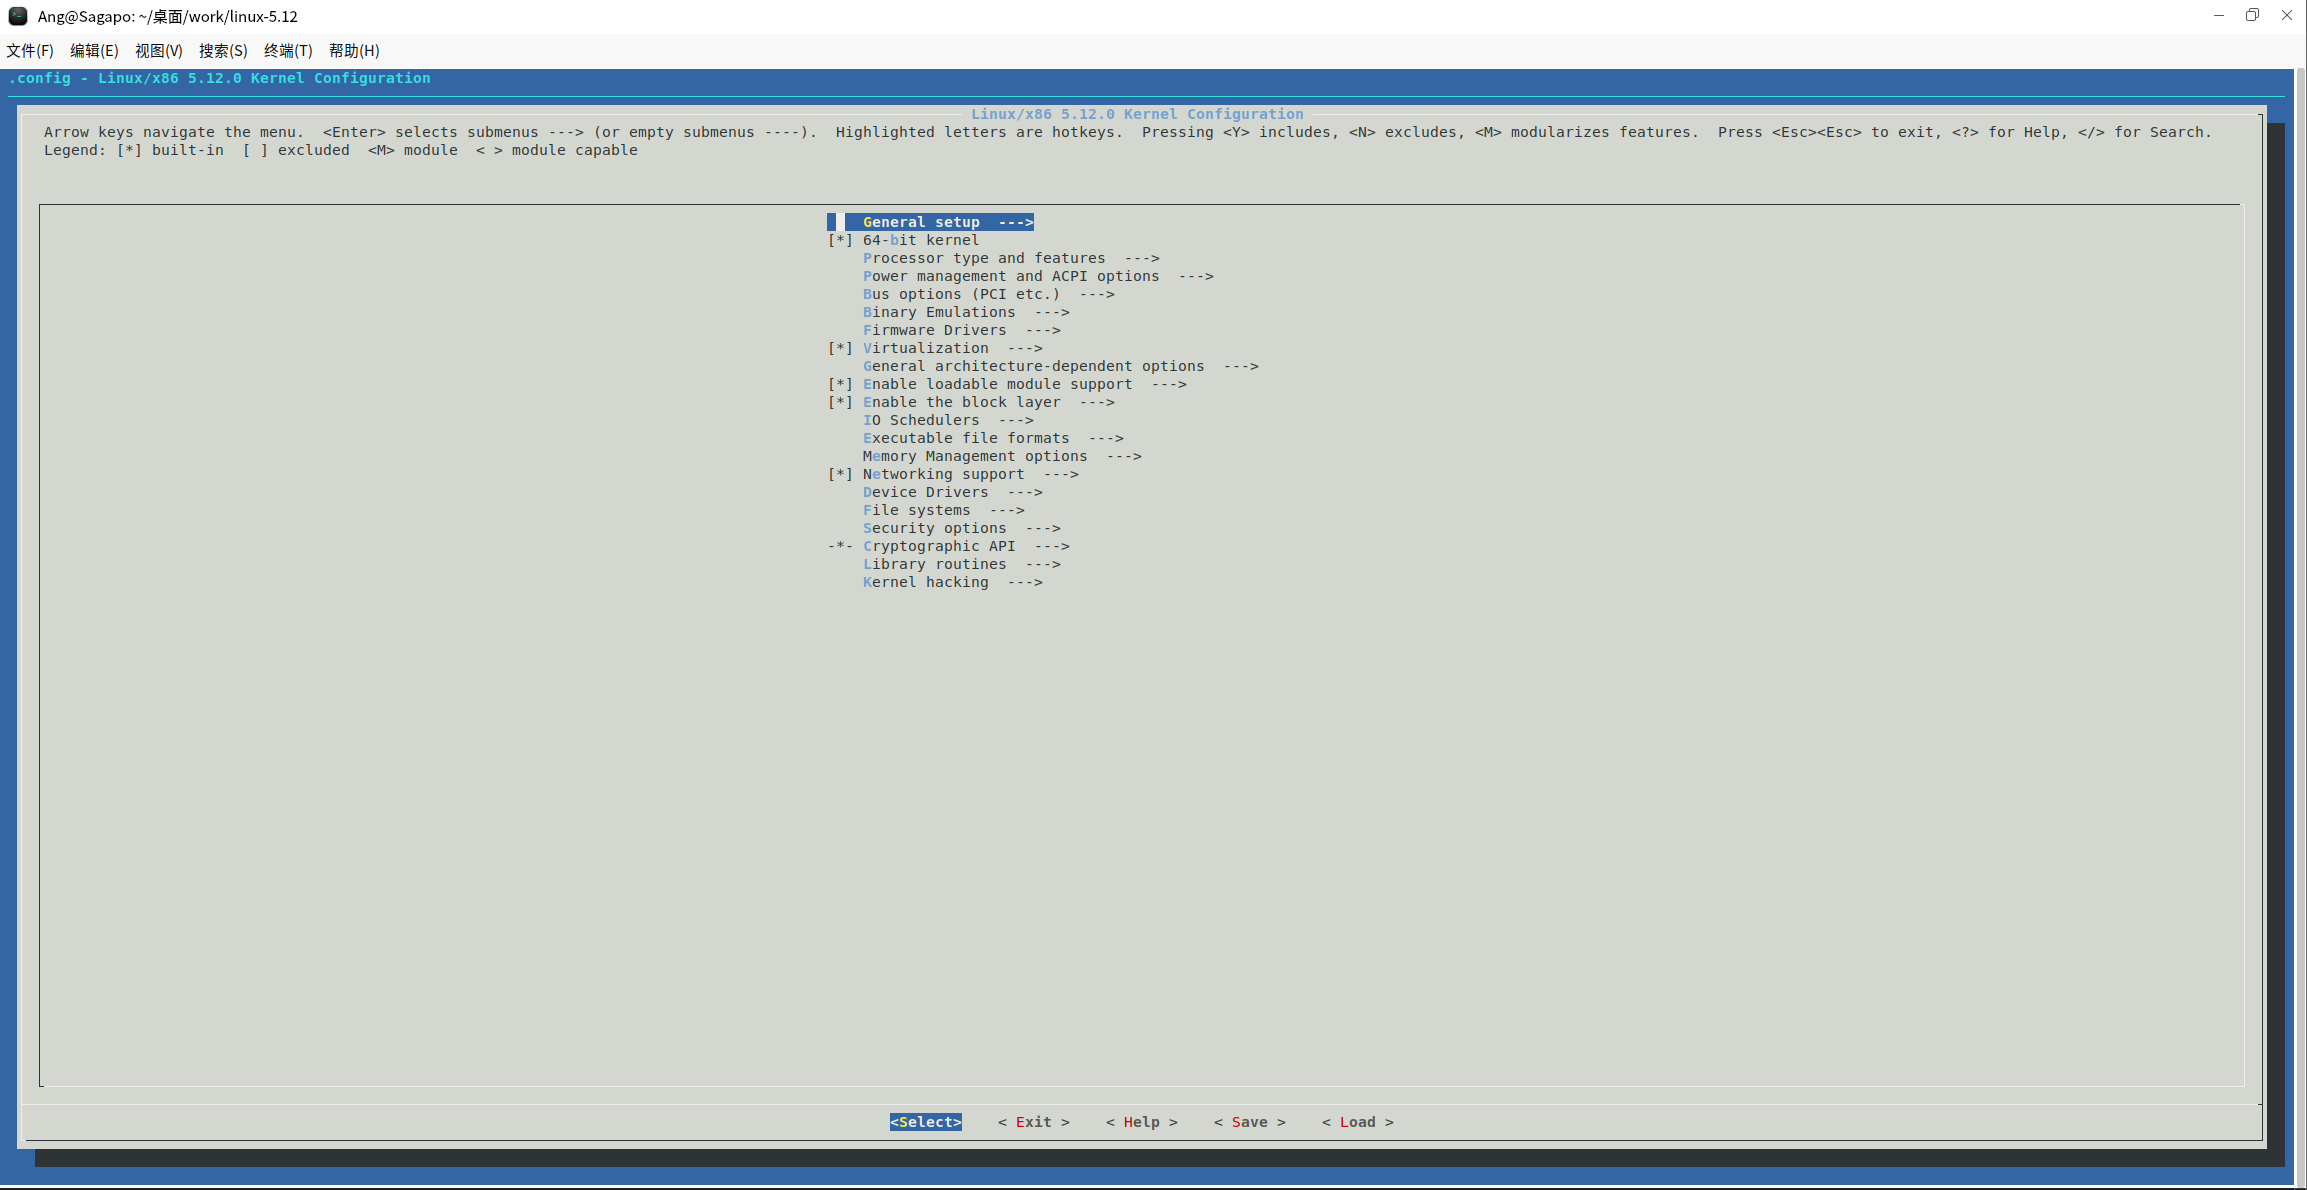 Ang@Sagapo: ~/桌面/work/linux-5.12
文件(F) 编辑(E) 视图(V) 搜索(S) 终端(T) 帮助(H)
.config - Linux/x86 5.12.0 Kernel Configuration
Linux/x86 5.12.0 Kernel Configuration
Arrow keys navigate the menu.  <Enter> selects submenus ---> (or empty submenus ----).  Highlighted letters are hotkeys.  Pressing <Y> includes, <N> excludes, <M> modularizes features.  Press <Esc><Esc> to exit, <?> for Help, </> for Search.
Legend: [*] built-in  [ ] excluded  <M> module  < > module capable
General setup  --->
[*] 64-bit kernel
Processor type and features  --->
Power management and ACPI options  --->
Bus options (PCI etc.)  --->
Binary Emulations  --->
Firmware Drivers  --->
[*] Virtualization  --->
General architecture-dependent options  --->
[*] Enable loadable module support  --->
[*] Enable the block layer  --->
IO Schedulers  --->
Executable file formats  --->
Memory Management options  --->
[*] Networking support  --->
Device Drivers  --->
File systems  --->
Security options  --->
-*- Cryptographic API  --->
Library routines  --->
Kernel hacking  --->
<Select>    < Exit >    < Help >    < Save >    < Load >